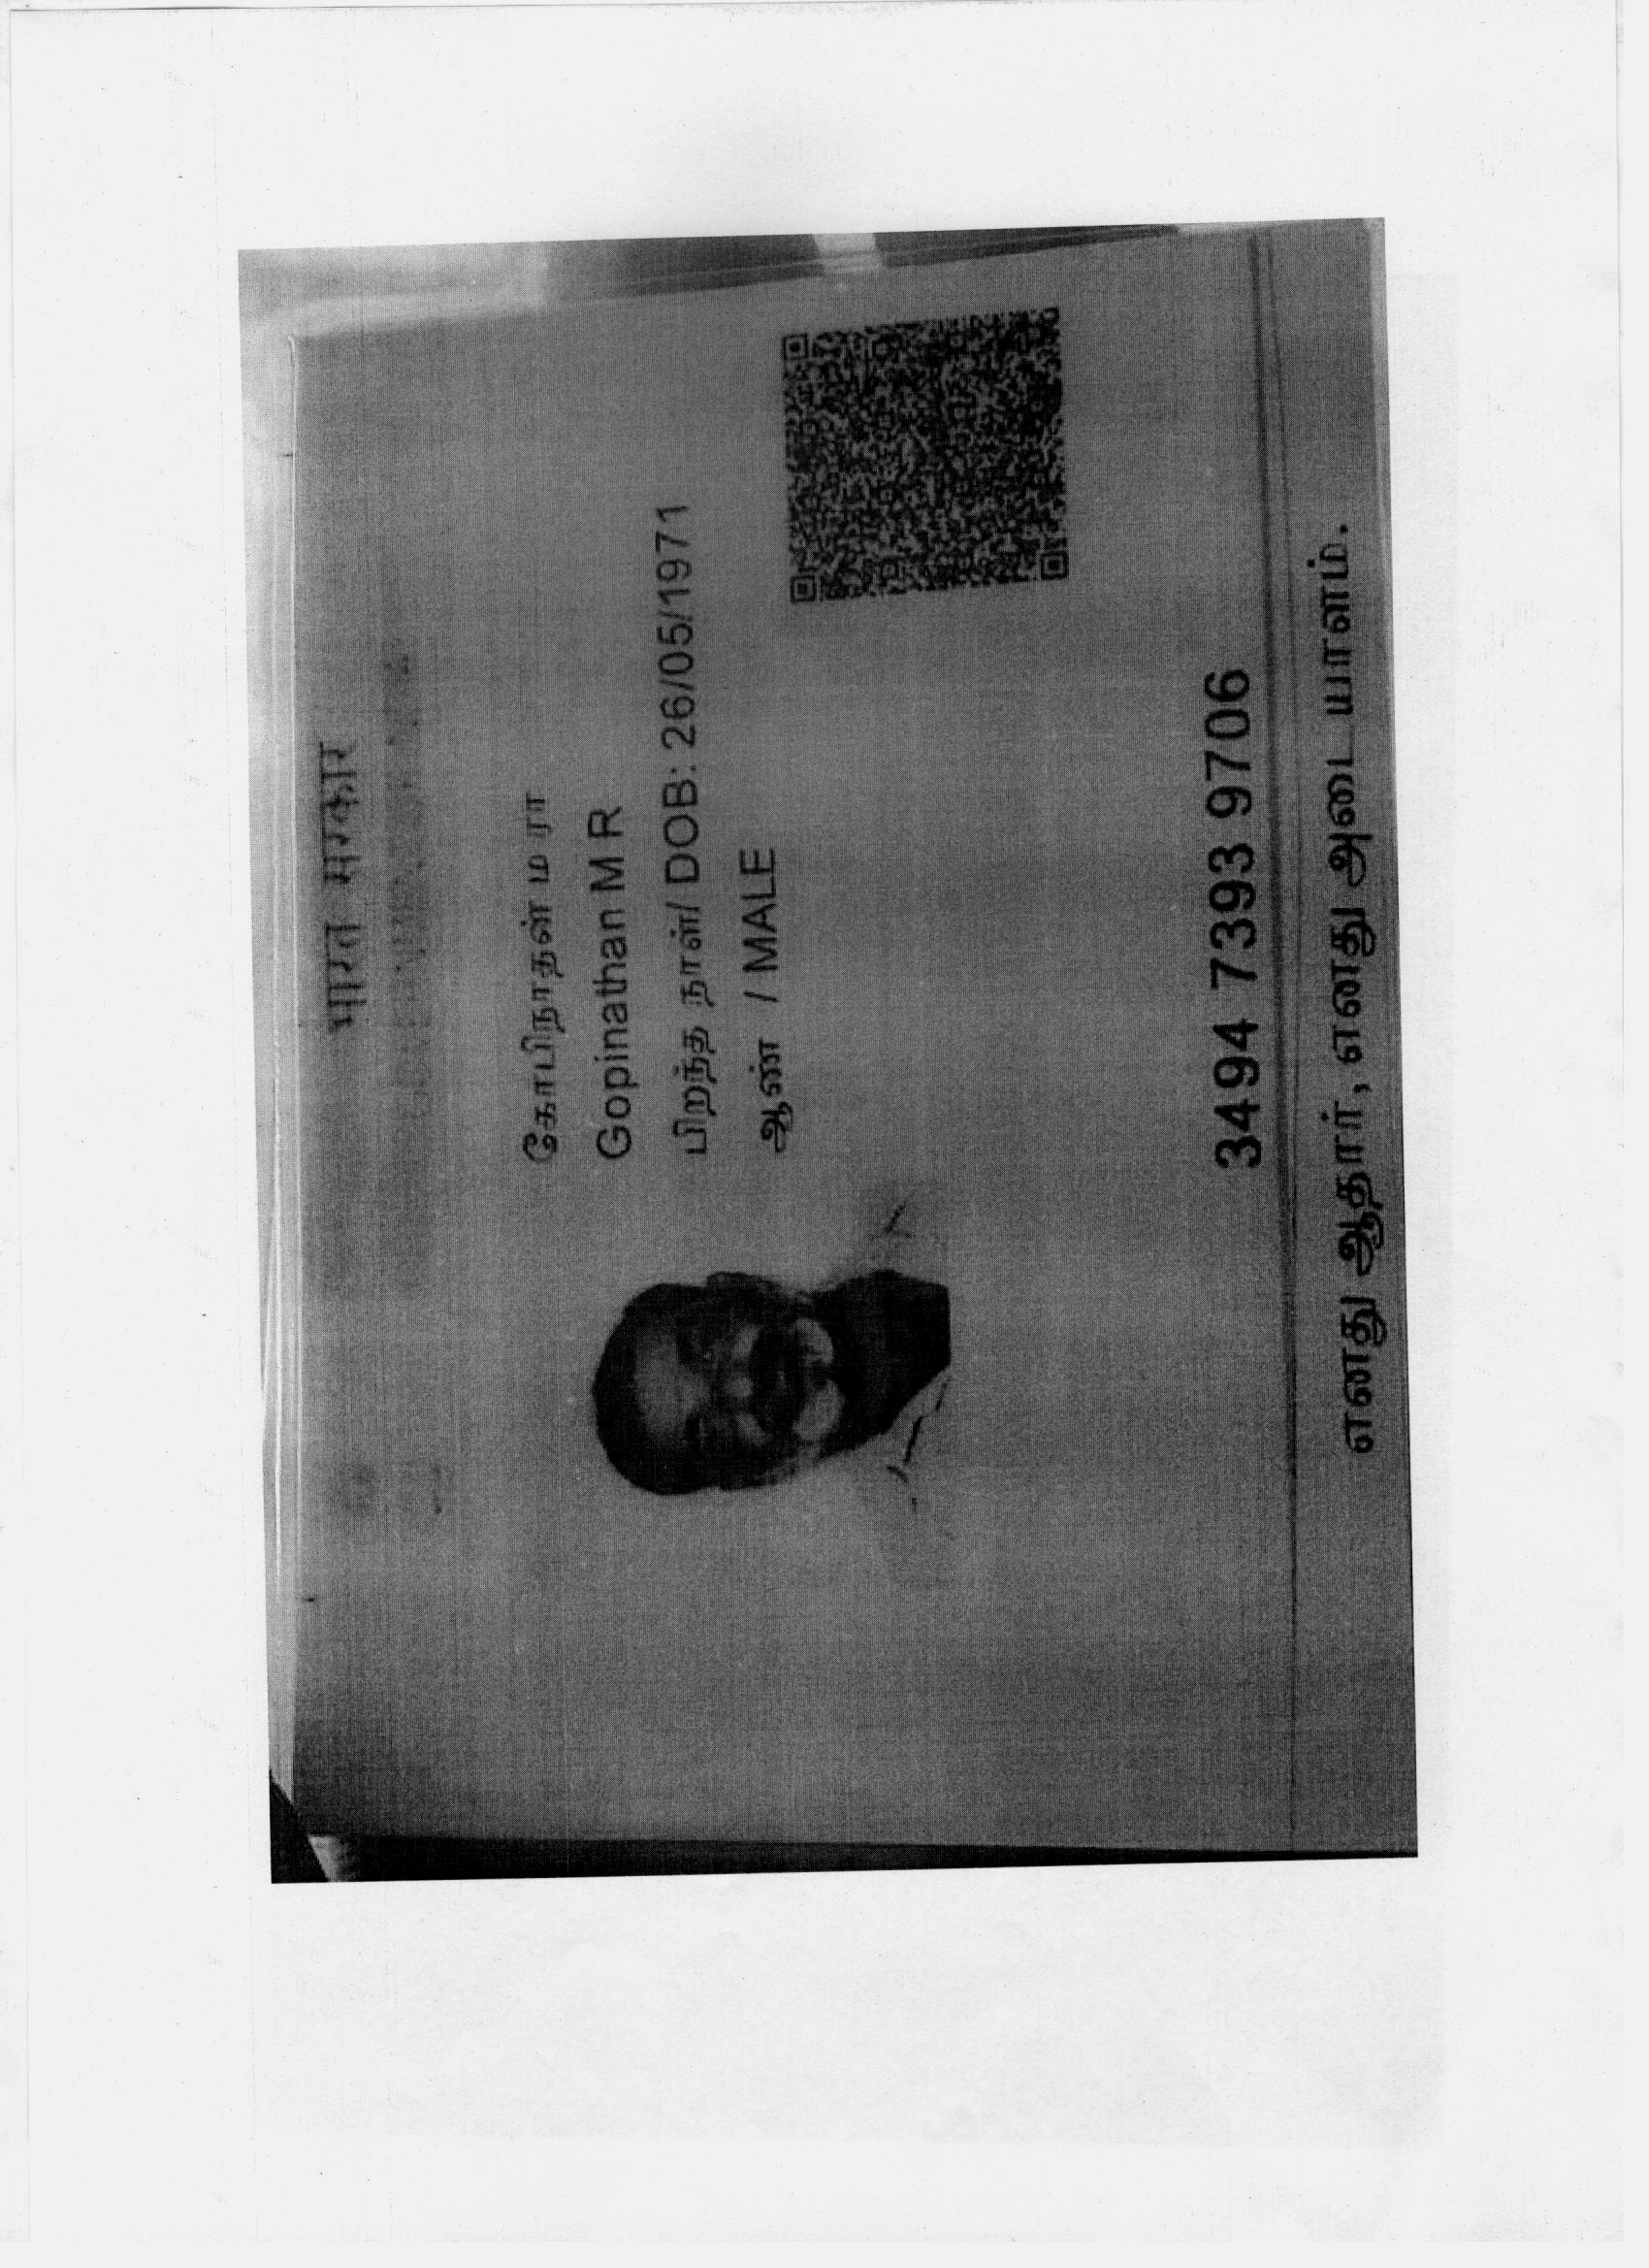 भारत सरकार
கோபிநாதன் ம ரா
Gopinathan M R
பிறந்த நாள்/ DOB: 26/05/1971
ஆண் / MALE
3494 7393 9706
எனது ஆதார், எனது அடையாளம்.